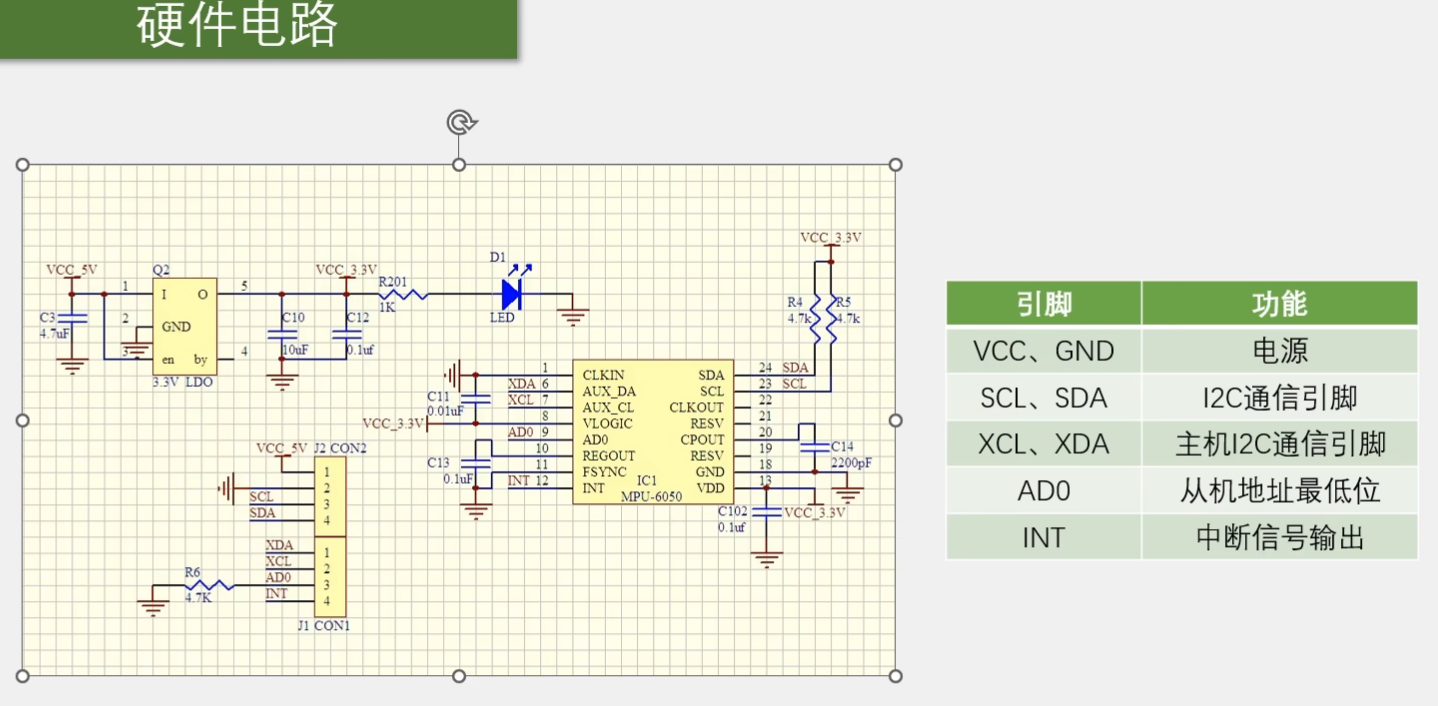 硬件电路
VCC_5V
Q2
VCC_3.3V
D1
VCC_3.3V
1
I
O
5
R201
1K
LED
C3
4.7uF
2
GND
C10
10uF
C12
0.1uf
R4
4.7k
R5
4.7k
3
en
by
4
3.3V LDO
1
CLKIN
SDA
24
SDA
XDA
6
AUX_DA
SCL
23
SCL
C11
0.01uF
XCL
7
AUX_CL
CLKOUT
22
VCC_3.3V
8
VLOGIC
RESV
21
AD0
9
AD0
CPOUT
20
10
REGOUT
RESV
19
C14
2200pF
C13
0.1uF
11
FSYNC
GND
18
INT
12
INT
IC1
VDD
13
MPU-6050
C102
0.1uf
VCC_3.3V
VCC_5V
J2 CON2
1
2
SCL
3
SDA
4
XDA
1
XCL
2
R6
4.7K
AD0
3
INT
4
J1 CON1
引脚 功能
VCC、GND 电源
SCL、SDA I2C通信引脚
XCL、XDA 主机I2C通信引脚
AD0 从机地址最低位
INT 中断信号输出